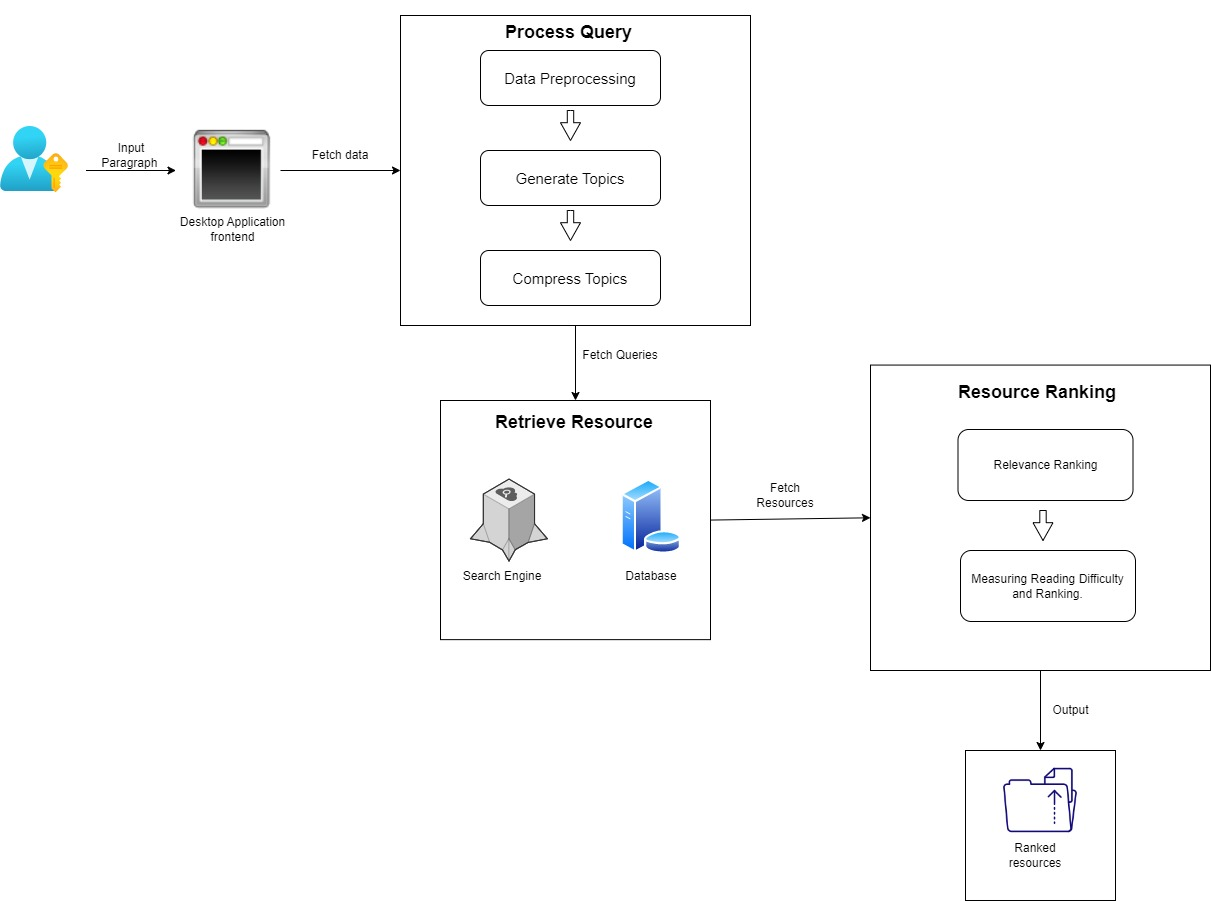 Process Query
Data Preprocessing
Input
Paragraph
Fetch data
Generate Topics
Desktop Application
frontend
Compress Topics
Fetch Queries
Retrieve Resource
Search Engine
Database
Fetch
Resources
Resource Ranking
Relevance Ranking
Measuring Reading Difficulty
and Ranking.
Output
Ranked
resources